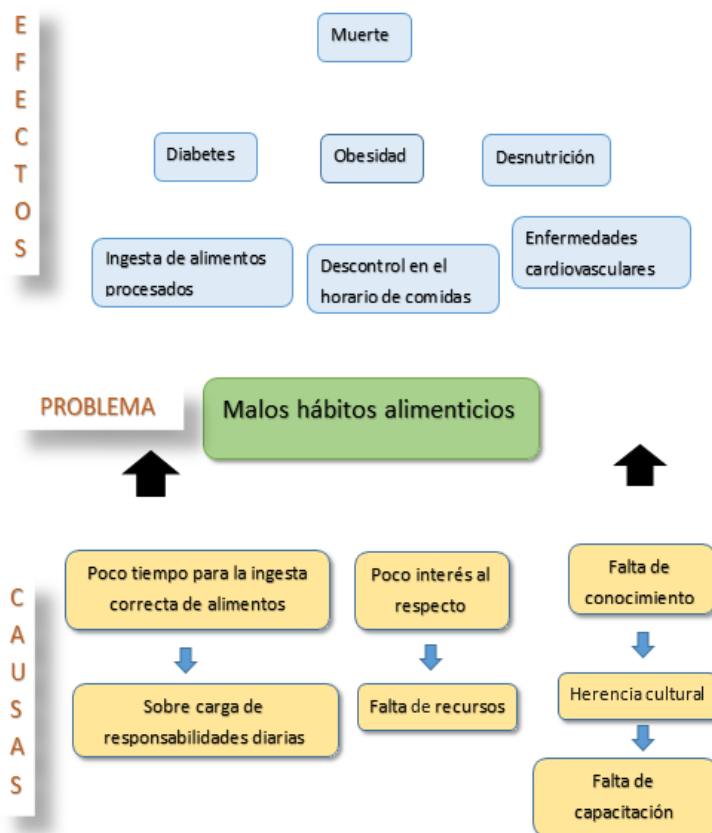 EFECTOS
Muerte
Diabetes
Obesidad
Desnutrición
Ingesta de alimentos
procesados
Descontrol en el
horario de comidas
Enfermedades
cardiovasculares
PROBLEMA
Malos hábitos alimenticios
CAUSAS
Poco tiempo para la ingesta
correcta de alimentos
Poco interés al
respecto
Falta de
conocimiento
Sobre carga de
responsabilidades diarias
Falta de recursos
Herencia cultural
Falta de
capacitación